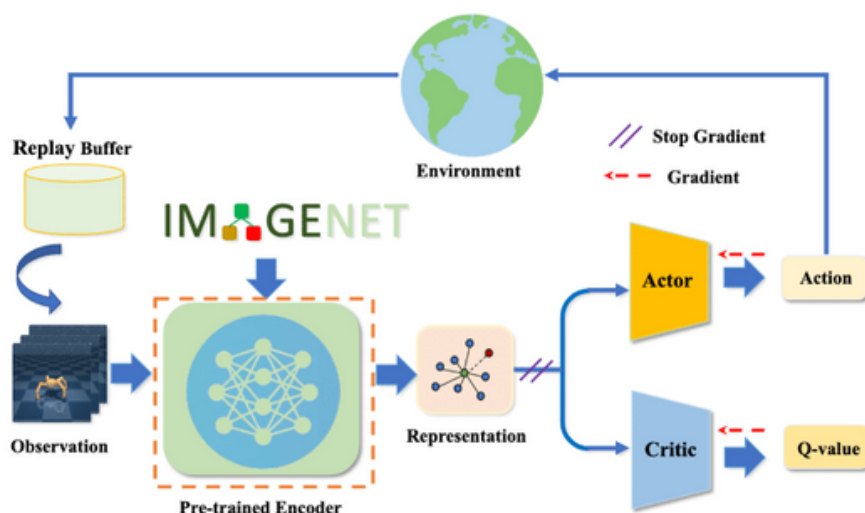 Replay Buffer
Environment
Stop Gradient
Gradient
IMAGENET
Actor
Action
Observation
Representation
Critic
Q-value
Pre-trained Encoder